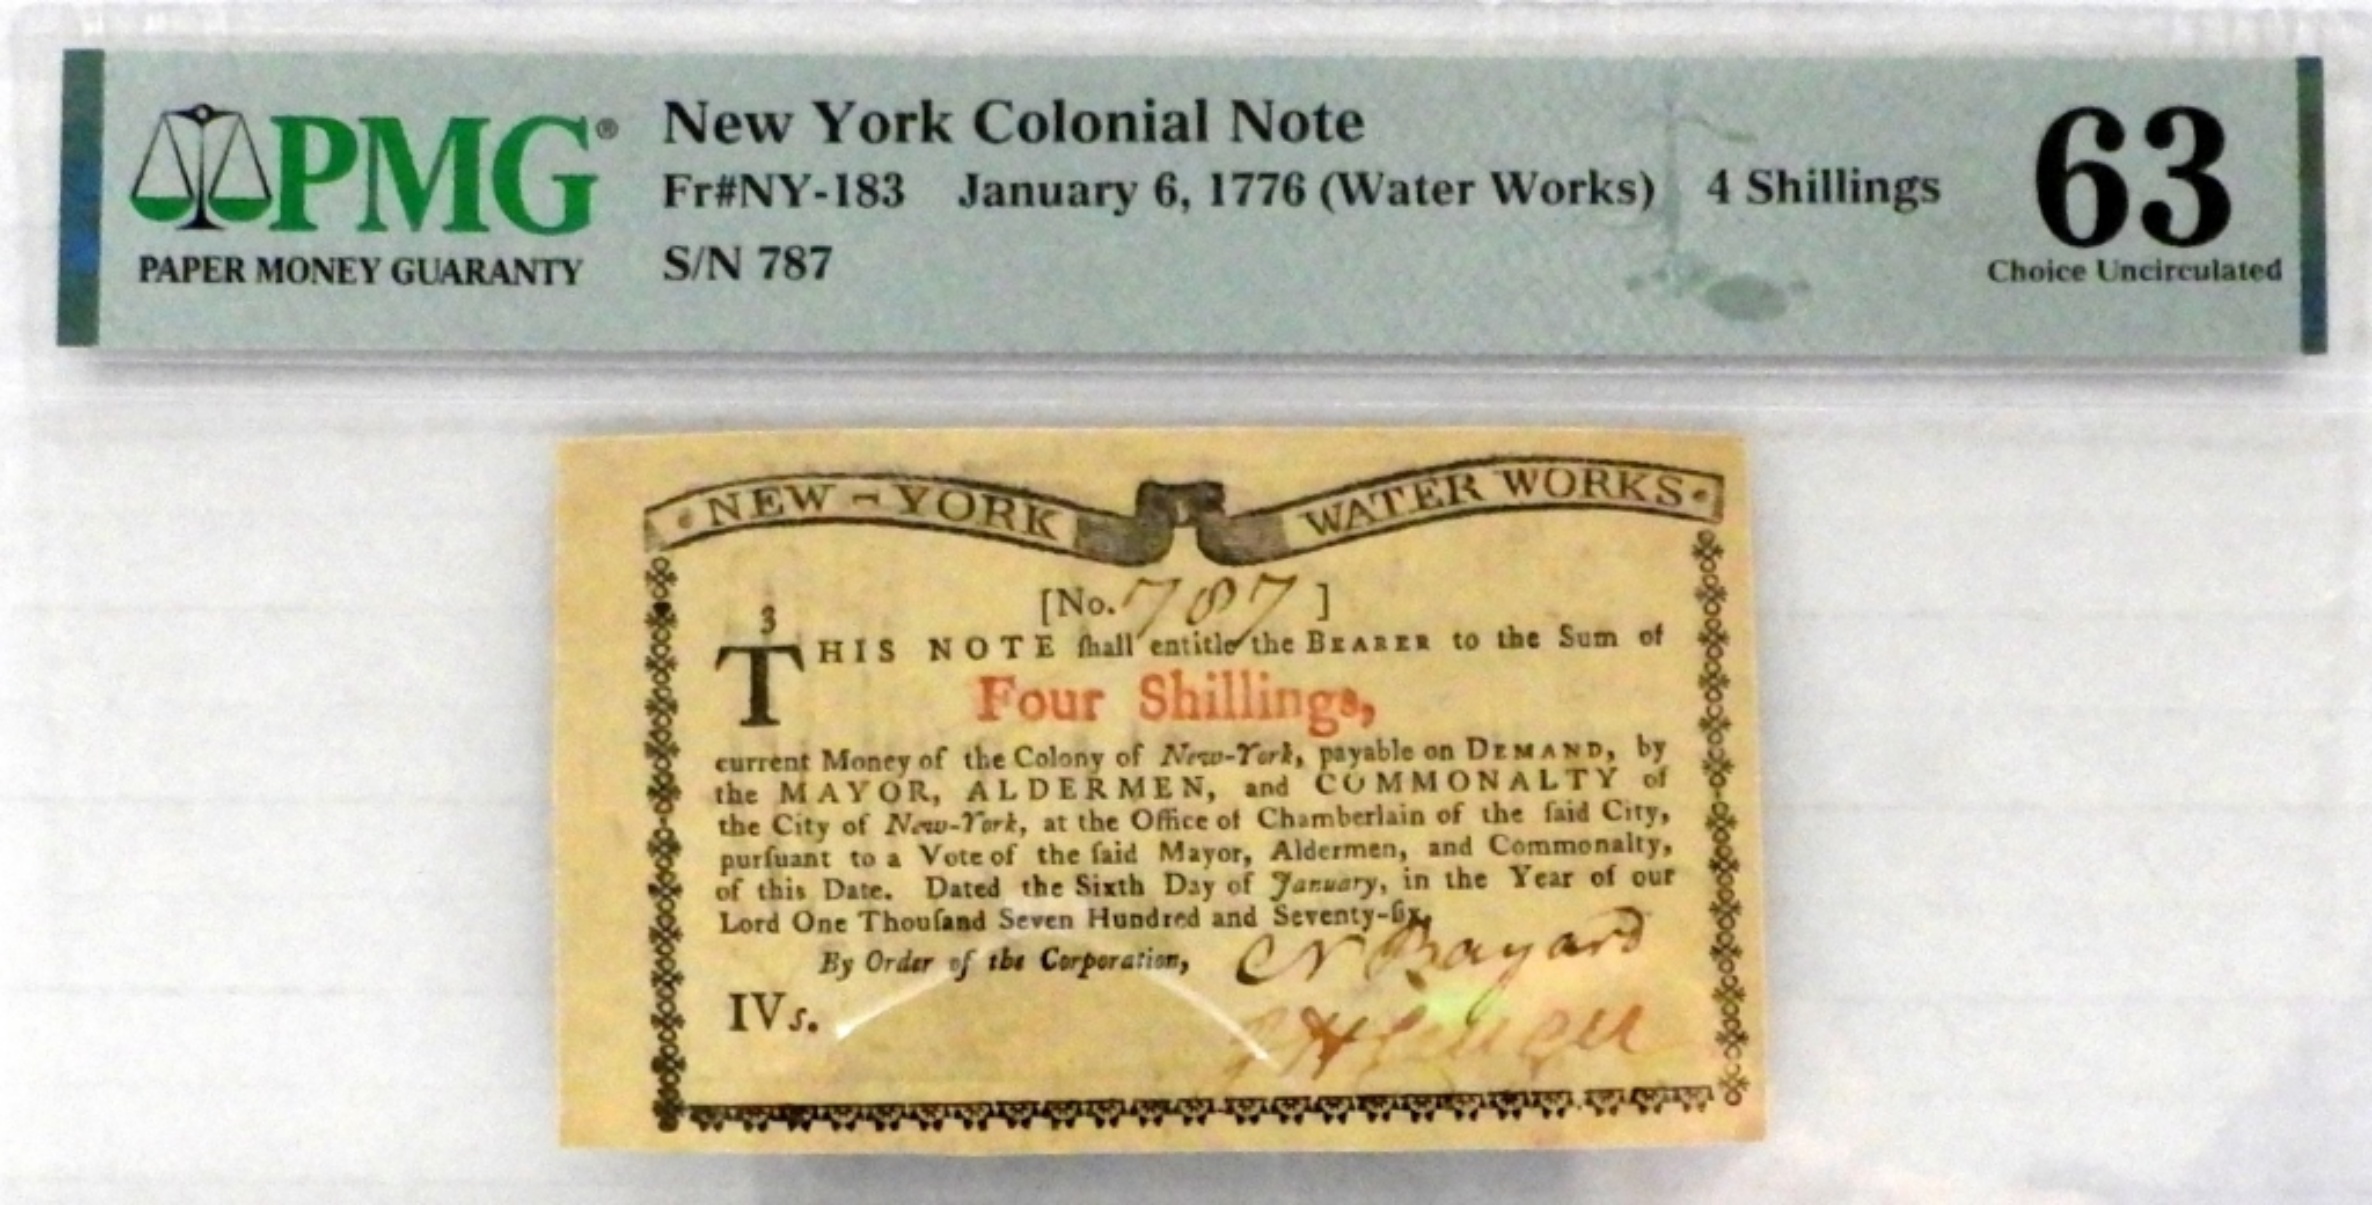 PMG®
PAPER MONEY GUARANTY
New York Colonial Note
Fr#NY-183 January 6, 1776 (Water Works) 4 Shillings
S/N 787
63
Choice Uncirculated
NEW-YORK WATER WORKS
[No. 787]
3
THIS NOTE ſhall entitle the BEARER to the Sum of
Four Shillings,
current Money of the Colony of New-York, payable on DEMAND, by
the MAYOR, ALDERMEN, and COMMONALTY of
the City of New-York, at the Office of Chamberlain of the ſaid City,
purſuant to a Vote of the ſaid Mayor, Aldermen, and Commonalty,
of this Date. Dated the Sixth Day of January, in the Year of our
Lord One Thouſand Seven Hundred and Seventy-ſix.
By Order of the Corporation,
N Bayard
IVs.